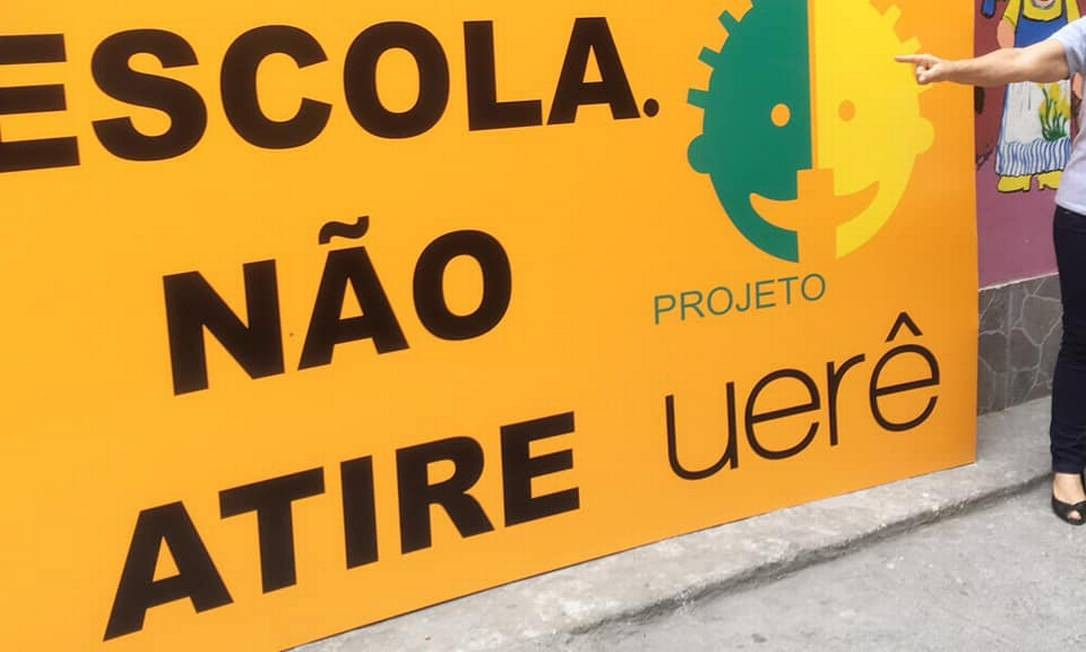 ESCOLA.
NÃO
ATIRE
PROJETO
uerê